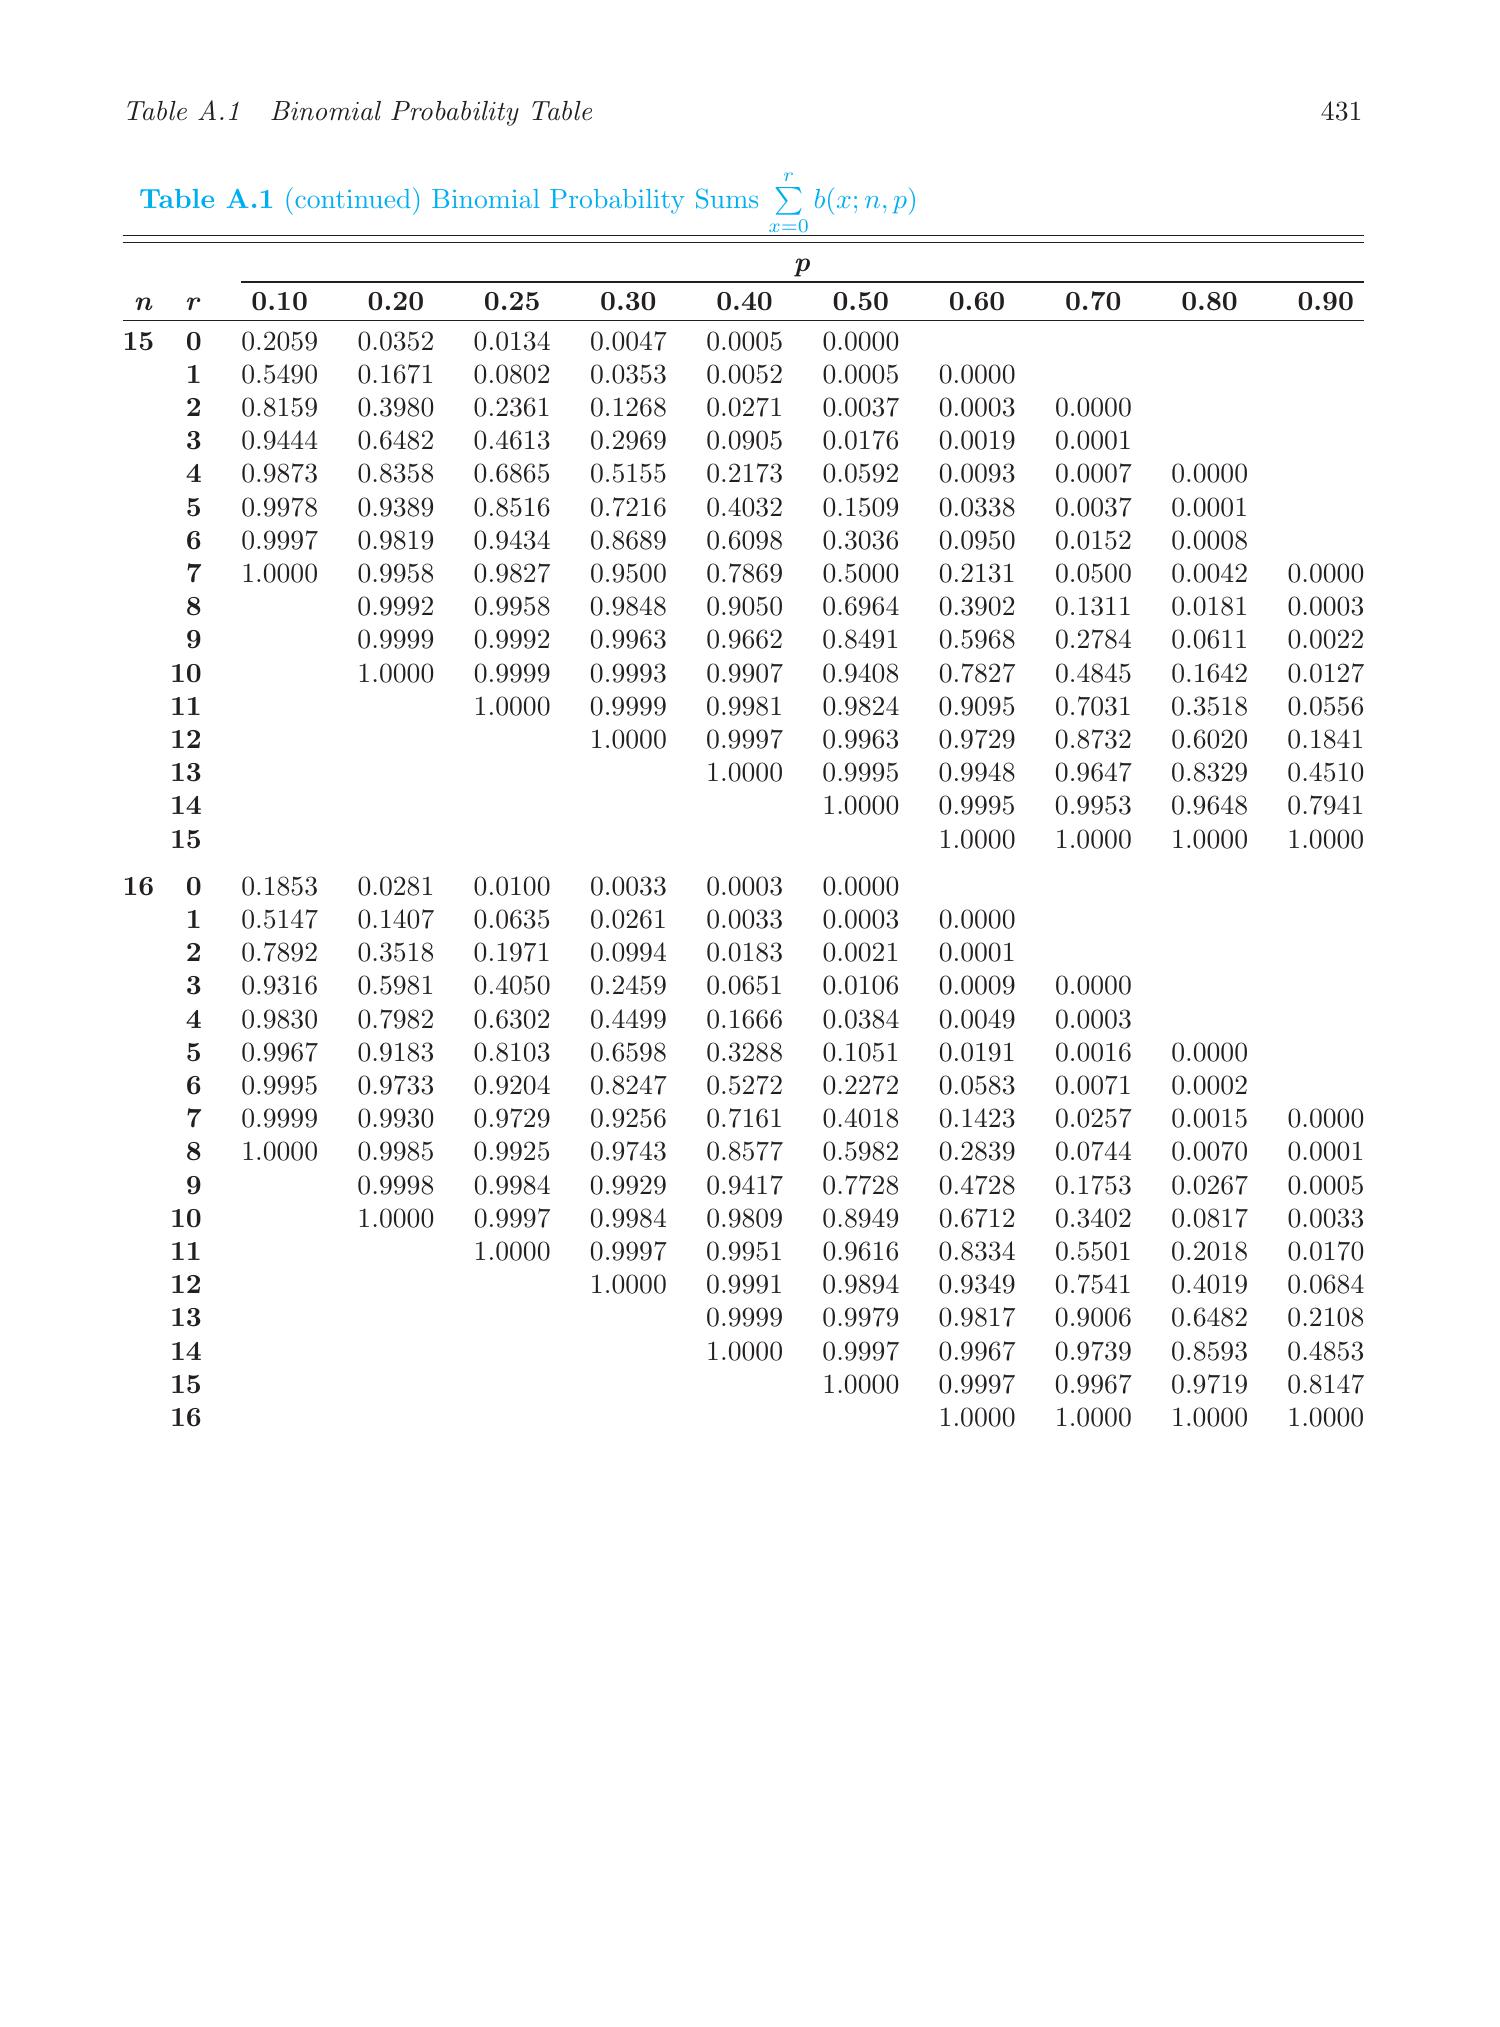 Table A.1 Binomial Probability Table 431
Table A.1 (continued) Binomial Probability Sums r∑x=0 b(x; n, p)
p
n r 0.10 0.20 0.25 0.30 0.40 0.50 0.60 0.70 0.80 0.90
15 0 0.2059 0.0352 0.0134 0.0047 0.0005 0.0000
1 0.5490 0.1671 0.0802 0.0353 0.0052 0.0005 0.0000
2 0.8159 0.3980 0.2361 0.1268 0.0271 0.0037 0.0003 0.0000
3 0.9444 0.6482 0.4613 0.2969 0.0905 0.0176 0.0019 0.0001
4 0.9873 0.8358 0.6865 0.5155 0.2173 0.0592 0.0093 0.0007 0.0000
5 0.9978 0.9389 0.8516 0.7216 0.4032 0.1509 0.0338 0.0037 0.0001
6 0.9997 0.9819 0.9434 0.8689 0.6098 0.3036 0.0950 0.0152 0.0008
7 1.0000 0.9958 0.9827 0.9500 0.7869 0.5000 0.2131 0.0500 0.0042 0.0000
8 0.9992 0.9958 0.9848 0.9050 0.6964 0.3902 0.1311 0.0181 0.0003
9 0.9999 0.9992 0.9963 0.9662 0.8491 0.5968 0.2784 0.0611 0.0022
10 1.0000 0.9999 0.9993 0.9907 0.9408 0.7827 0.4845 0.1642 0.0127
11 1.0000 0.9999 0.9981 0.9824 0.9095 0.7031 0.3518 0.0556
12 1.0000 0.9997 0.9963 0.9729 0.8732 0.6020 0.1841
13 1.0000 0.9995 0.9948 0.9647 0.8329 0.4510
14 1.0000 0.9995 0.9953 0.9648 0.7941
15 1.0000 1.0000 1.0000 1.0000
16 0 0.1853 0.0281 0.0100 0.0033 0.0003 0.0000
1 0.5147 0.1407 0.0635 0.0261 0.0033 0.0003 0.0000
2 0.7892 0.3518 0.1971 0.0994 0.0183 0.0021 0.0001
3 0.9316 0.5981 0.4050 0.2459 0.0651 0.0106 0.0009 0.0000
4 0.9830 0.7982 0.6302 0.4499 0.1666 0.0384 0.0049 0.0003
5 0.9967 0.9183 0.8103 0.6598 0.3288 0.1051 0.0191 0.0016 0.0000
6 0.9995 0.9733 0.9204 0.8247 0.5272 0.2272 0.0583 0.0071 0.0002
7 0.9999 0.9930 0.9729 0.9256 0.7161 0.4018 0.1423 0.0257 0.0015 0.0000
8 1.0000 0.9985 0.9925 0.9743 0.8577 0.5982 0.2839 0.0744 0.0070 0.0001
9 0.9998 0.9984 0.9929 0.9417 0.7728 0.4728 0.1753 0.0267 0.0005
10 1.0000 0.9997 0.9984 0.9809 0.8949 0.6712 0.3402 0.0817 0.0033
11 1.0000 0.9997 0.9951 0.9616 0.8334 0.5501 0.2018 0.0170
12 1.0000 0.9991 0.9894 0.9349 0.7541 0.4019 0.0684
13 0.9999 0.9979 0.9817 0.9006 0.6482 0.2108
14 1.0000 0.9997 0.9967 0.9739 0.8593 0.4853
15 1.0000 0.9997 0.9967 0.9719 0.8147
16 1.0000 1.0000 1.0000 1.0000